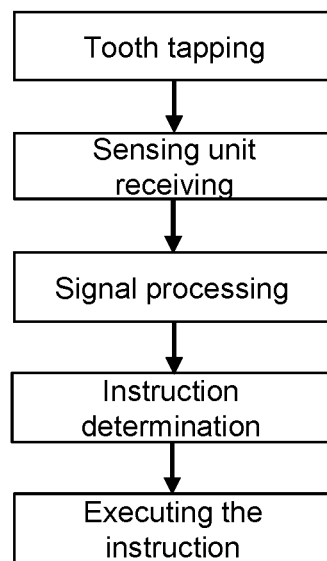 Tooth tapping
Sensing unit
receiving
Signal processing
Instruction
determination
Executing the
instruction